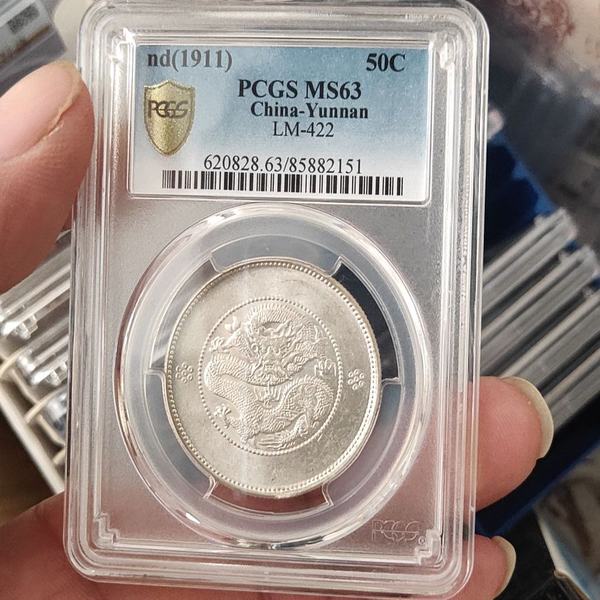 nd(1911) 50C
PCGS MS63
PCGS
China-Yunnan
LM-422
620828.63/85882151
PCGS